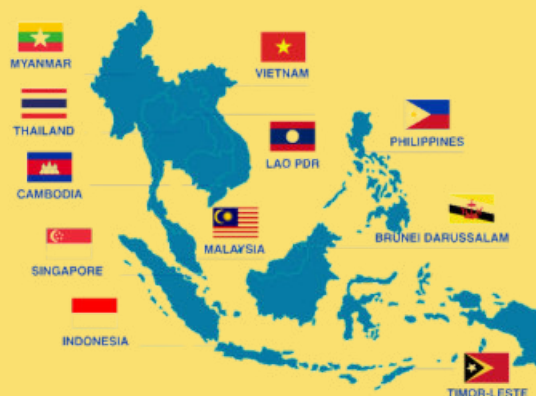 MYANMAR
VIETNAM
THAILAND
PHILIPPINES
LAO PDR
CAMBODIA
BRUNEI DARUSSALAM
MALAYSIA
SINGAPORE
INDONESIA
TIMOR-LESTE